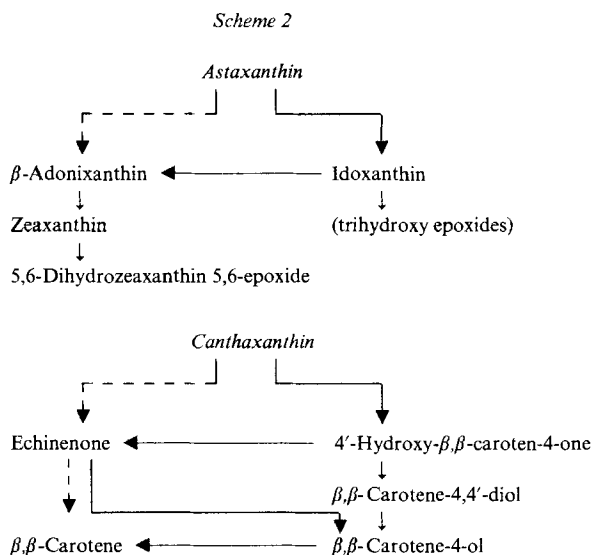 Scheme 2
Astaxanthin
β-Adonixanthin Idoxanthin
Zeaxanthin (trihydroxy epoxides)
5,6-Dihydrozeaxanthin 5,6-epoxide
Canthaxanthin
Echinenone 4′-Hydroxy-β,β-caroten-4-one
β,β-Carotene-4,4′-diol
β,β-Carotene β,β-Carotene-4-ol